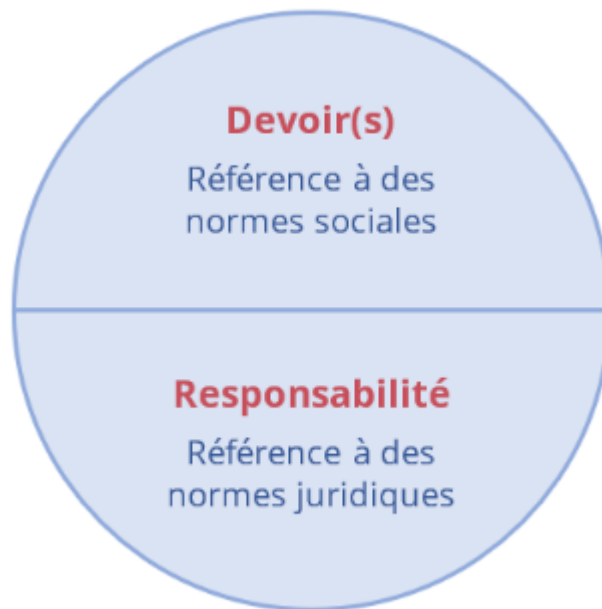 Devoir(s)
Référence à des
normes sociales
Responsabilité
Référence à des
normes juridiques